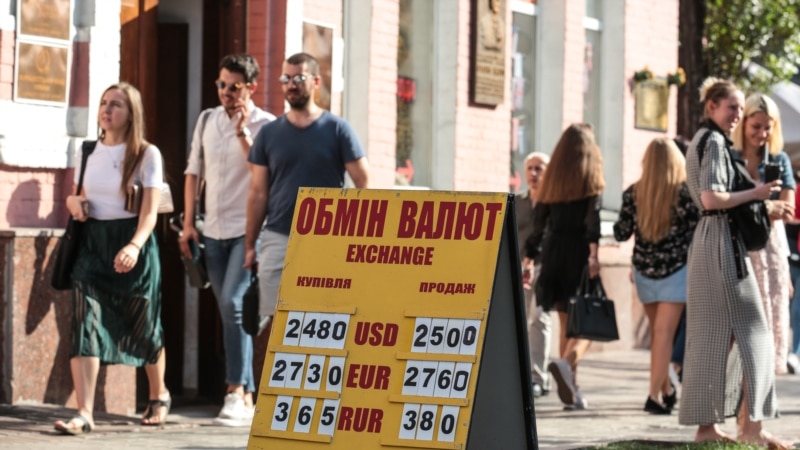 ОБМІН ВАЛЮТ
EXCHANGE
КУПІВЛЯ ПРОДАЖ
2480 USD 2500
2730 EUR 2760
365 RUR 380